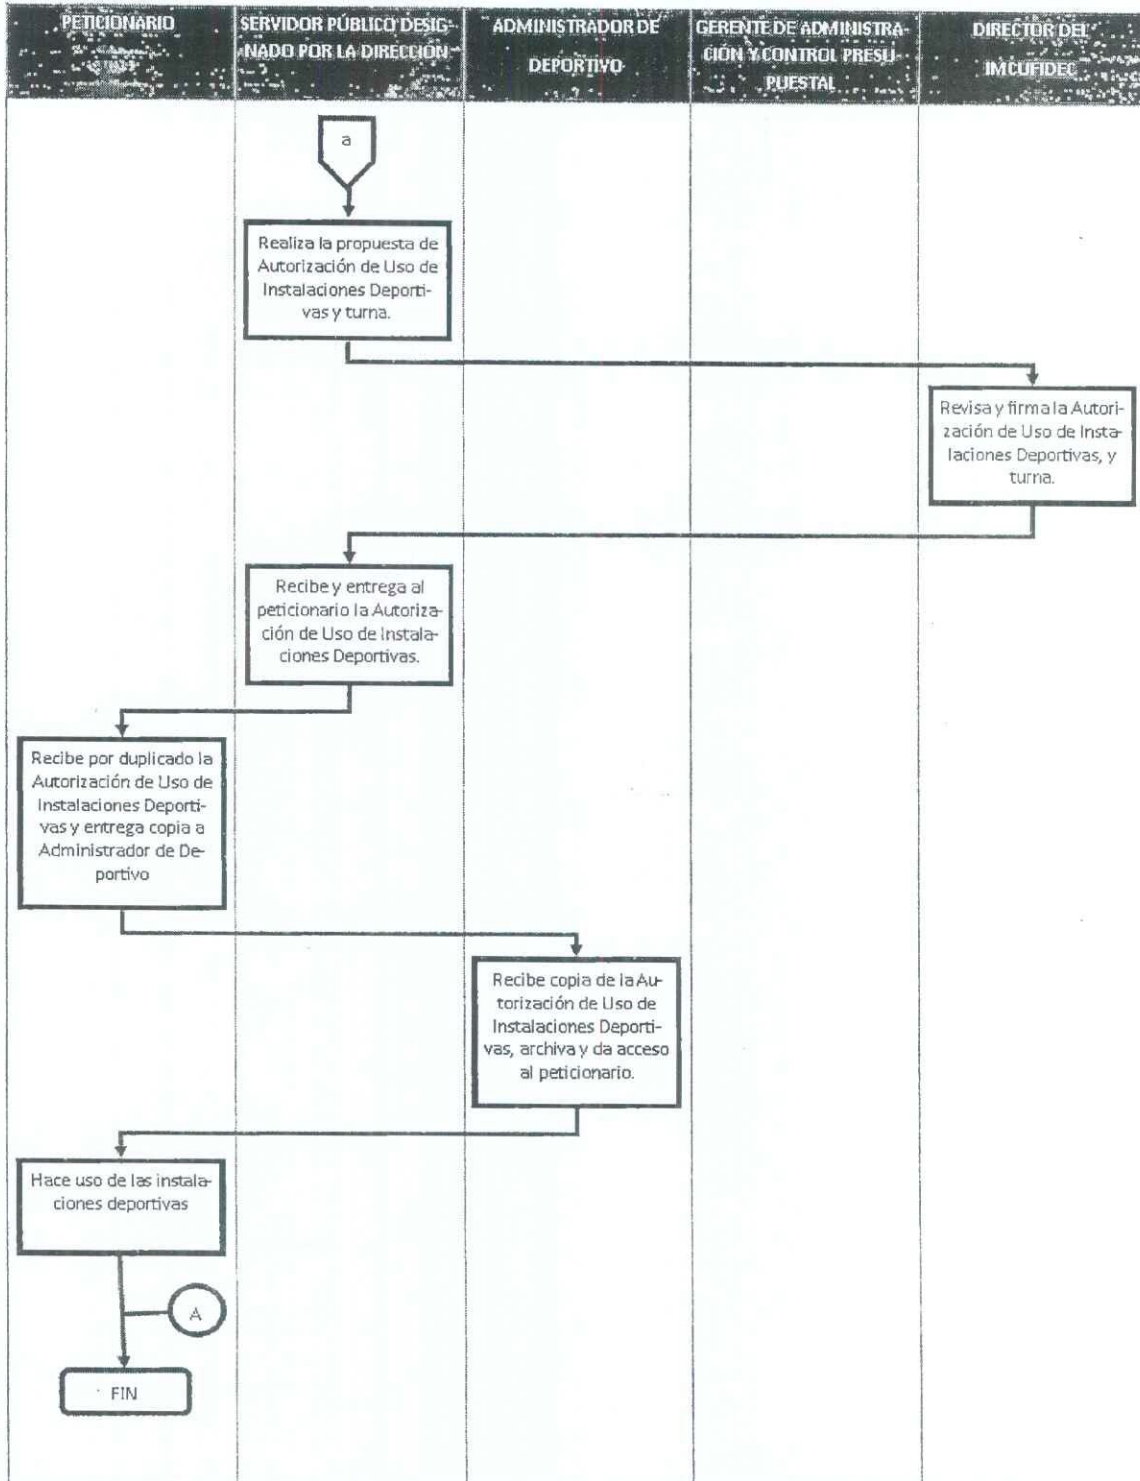 PETICIONARIO
SERVIDOR PÚBLICO DESIG-
NADO POR LA DIRECCIÓN
ADMINISTRADOR DE
DEPORTIVO
GERENTE DE ADMINISTRA-
CIÓN Y CONTROL PRESU-
PUESTAL
DIRECTOR DEL
IMCUFIDEC
a
Realiza la propuesta de
Autorización de Uso de
Instalaciones Deporti-
vas y turna.
Revisa y firma la Autori-
zación de Uso de Insta-
laciones Deportivas, y
turna.
Recibe y entrega al
peticionario la Autoriza-
ción de Uso de Instala-
ciones Deportivas.
Recibe por duplicado la
Autorización de Uso de
Instalaciones Deporti-
vas y entrega copia a
Administrador de De-
portivo
Recibe copia de la Au-
torización de Uso de
Instalaciones Deporti-
vas, archiva y da acceso
al peticionario.
Hace uso de las instala-
ciones deportivas
A
FIN